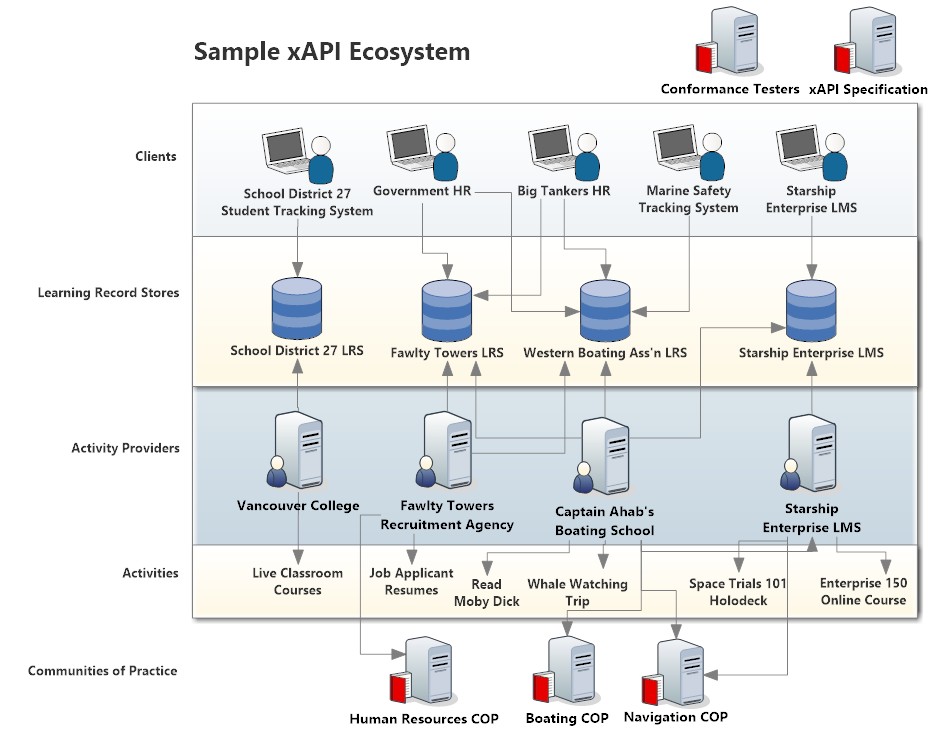 Sample xAPI Ecosystem
Conformance Testers
xAPI Specification
Clients
School District 27
Student Tracking System
Government HR
Big Tankers HR
Marine Safety
Tracking System
Starship
Enterprise LMS
Learning Record Stores
School District 27 LRS
Fawlty Towers LRS
Western Boating Ass'n LRS
Starship Enterprise LMS
Activity Providers
Vancouver College
Fawlty Towers
Recruitment Agency
Captain Ahab's
Boating School
Starship
Enterprise LMS
Activities
Live Classroom
Courses
Job Applicant
Resumes
Read
Moby Dick
Whale Watching
Trip
Space Trials 101
Holodeck
Enterprise 150
Online Course
Communities of Practice
Human Resources COP
Boating COP
Navigation COP